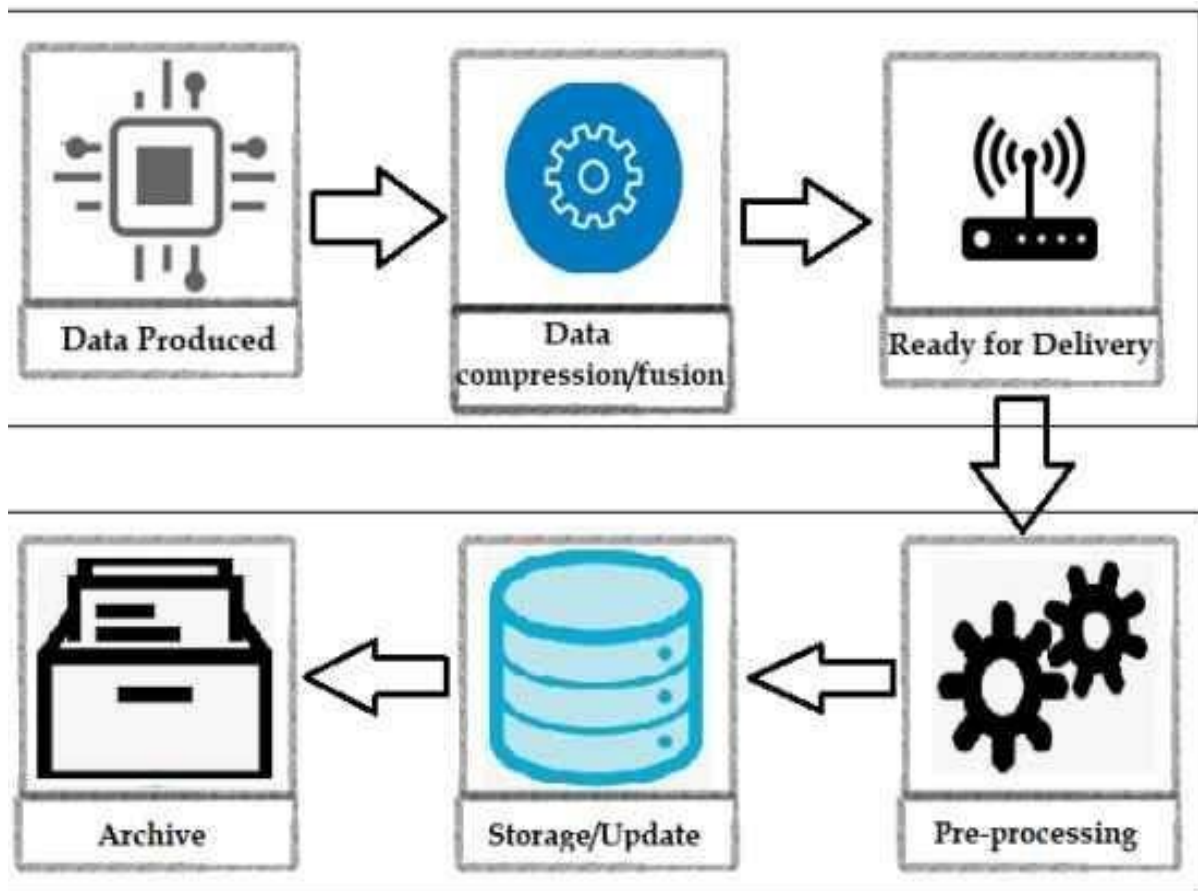 Data Produced
Data
compression/fusion
Ready for Delivery
Archive
Storage/Update
Pre-processing